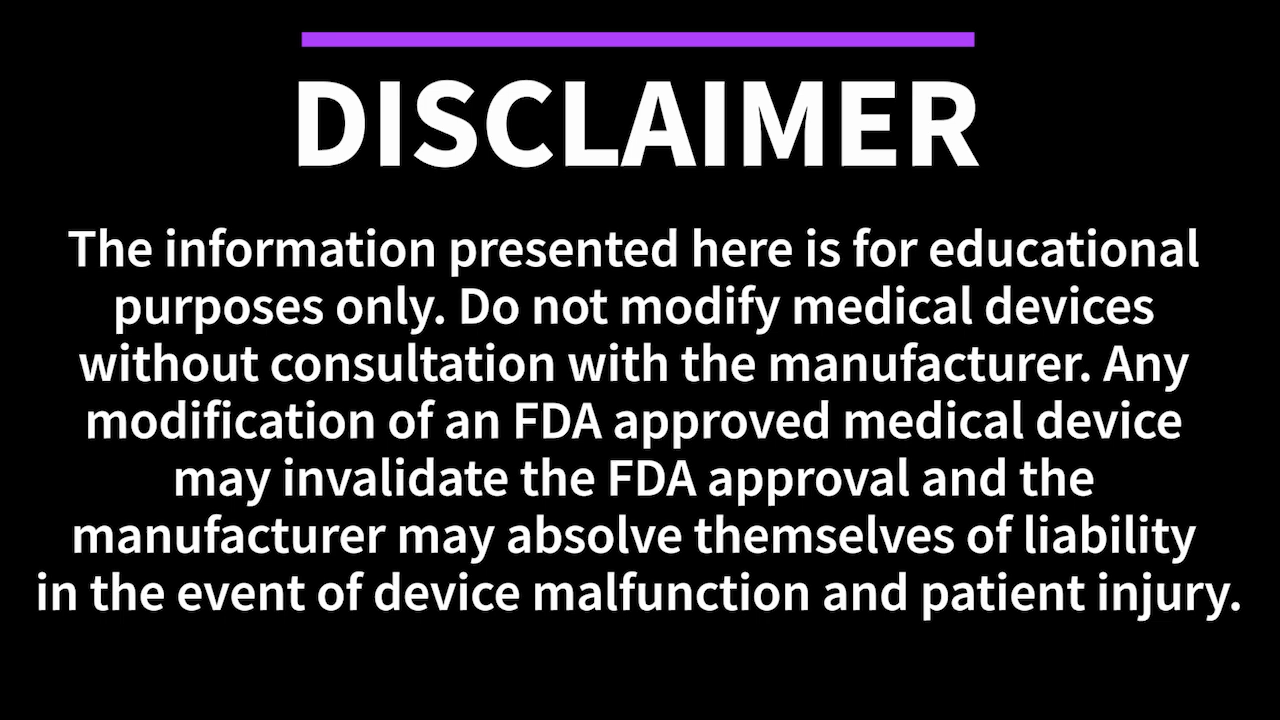 DISCLAIMER
The information presented here is for educational
purposes only. Do not modify medical devices
without consultation with the manufacturer. Any
modification of an FDA approved medical device
may invalidate the FDA approval and the
manufacturer may absolve themselves of liability
in the event of device malfunction and patient injury.